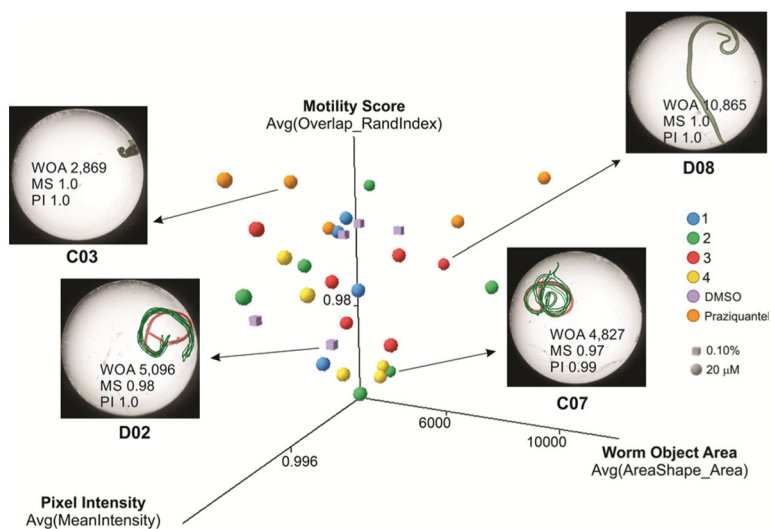 Motility Score
Avg(Overlap_RandIndex)
WOA 10,865
MS 1.0
PI 1.0
D08
WOA 2,869
MS 1.0
PI 1.0
C03
1
2
3
4
DMSO
Praziquantel
0.10%
20 µM
0.98
WOA 5,096
MS 0.98
PI 1.0
D02
WOA 4,827
MS 0.97
PI 0.99
C07
6000
10000
Worm Object Area
Avg(AreaShape_Area)
0.996
Pixel Intensity
Avg(MeanIntensity)